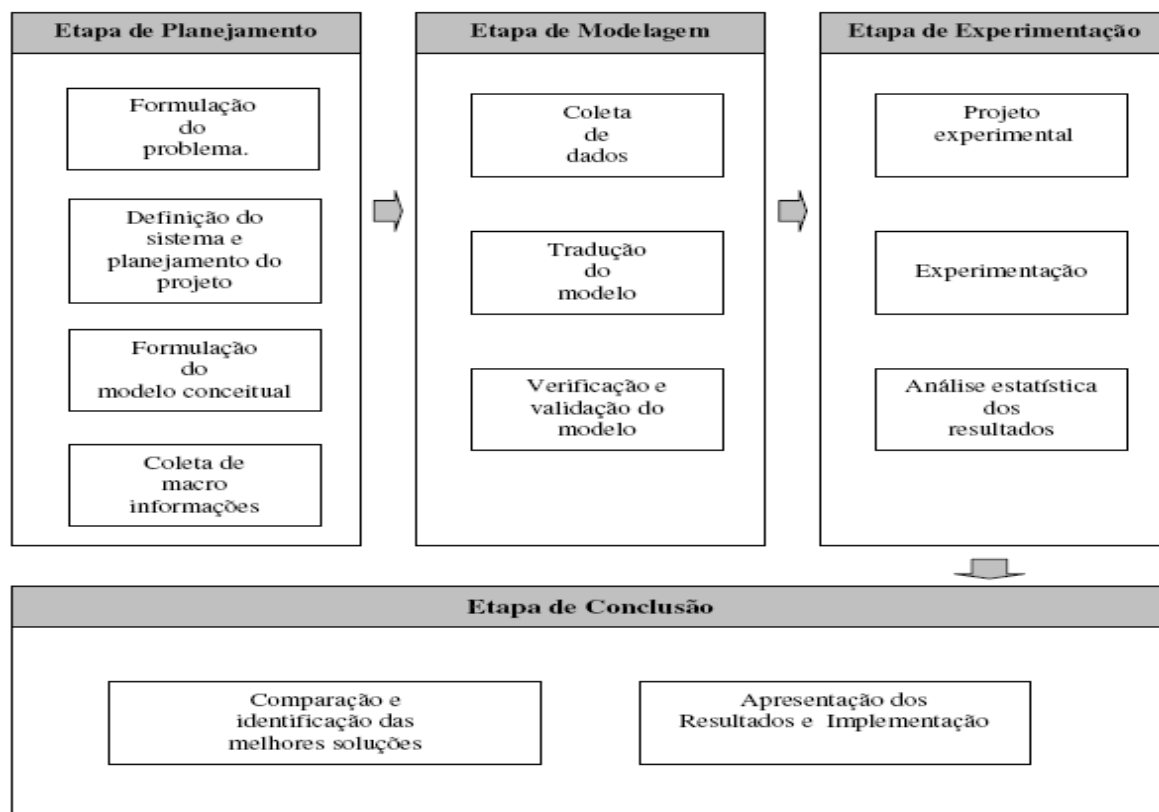 Etapa de Planejamento
Formulação
do
problema.
Definição do
sistema e
planejamento do
projeto
Formulação
do
modelo conceitual
Coleta de
macro
informações
Etapa de Modelagem
Coleta
de
dados
Tradução
do
modelo
Verificação e
validação do
modelo
Etapa de Experimentação
Projeto
experimental
Experimentação
Análise estatística
dos
resultados
Etapa de Conclusão
Comparação e
identificação das
melhores soluções
Apresentação dos
Resultados e Implementação